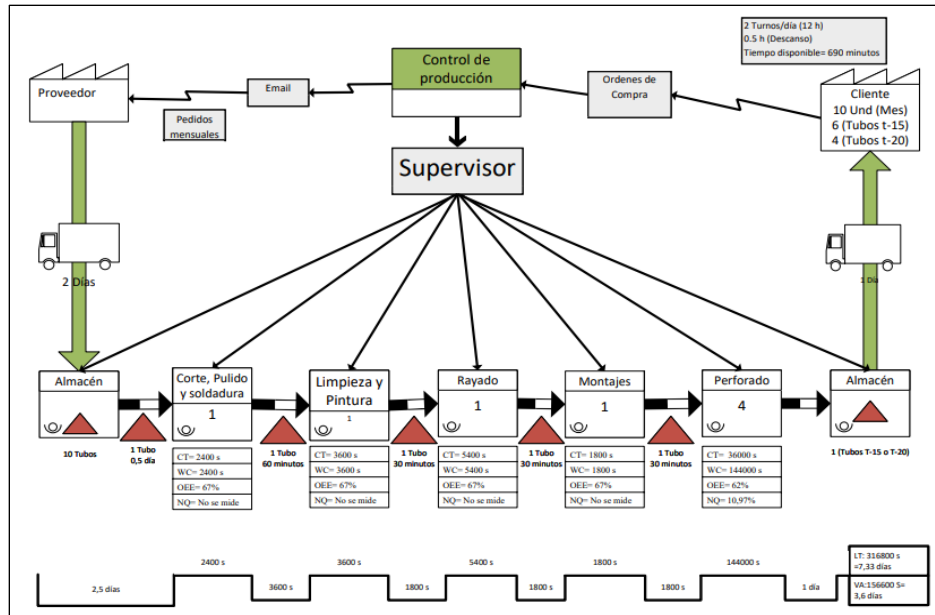 2 Turnos/día (12 h)
0.5 h (Descanso)
Tiempo disponible= 690 minutos
Control de
producción
Email
Ordenes de
Compra
Proveedor
Pedidos
mensuales
Cliente
10 Und (Mes)
6 (Tubos t-15)
4 (Tubos t-20)
Supervisor
2 Días
1 Día
Almacén
10 Tubos
1 Tubo
0,5 día
Corte, Pulido
y soldadura
1
CT= 2400 s
WC= 2400 s
OEE= 67%
NQ= No se mide
1 Tubo
60 minutos
Limpieza y
Pintura
1
CT= 3600 s
WC= 3600 s
OEE= 67%
NQ= No se mide
1 Tubo
30 minutos
Rayado
1
CT= 5400 s
WC= 5400 s
OEE= 67%
NQ= No se mide
1 Tubo
30 minutos
Montajes
1
CT= 1800 s
WC= 1800 s
OEE= 67%
NQ= No se mide
1 Tubo
30 minutos
Perforado
4
CT= 36000 s
WC= 144000 s
OEE= 62%
NQ= 10,97%
Almacén
1 (Tubos T-15 o T-20)
2,5 días
2400 s
3600 s
3600 s
1800 s
5400 s
1800 s
1800 s
1800 s
144000 s
1 día
LT: 316800 s
=7,33 días
VA:156600 S=
3,6 días